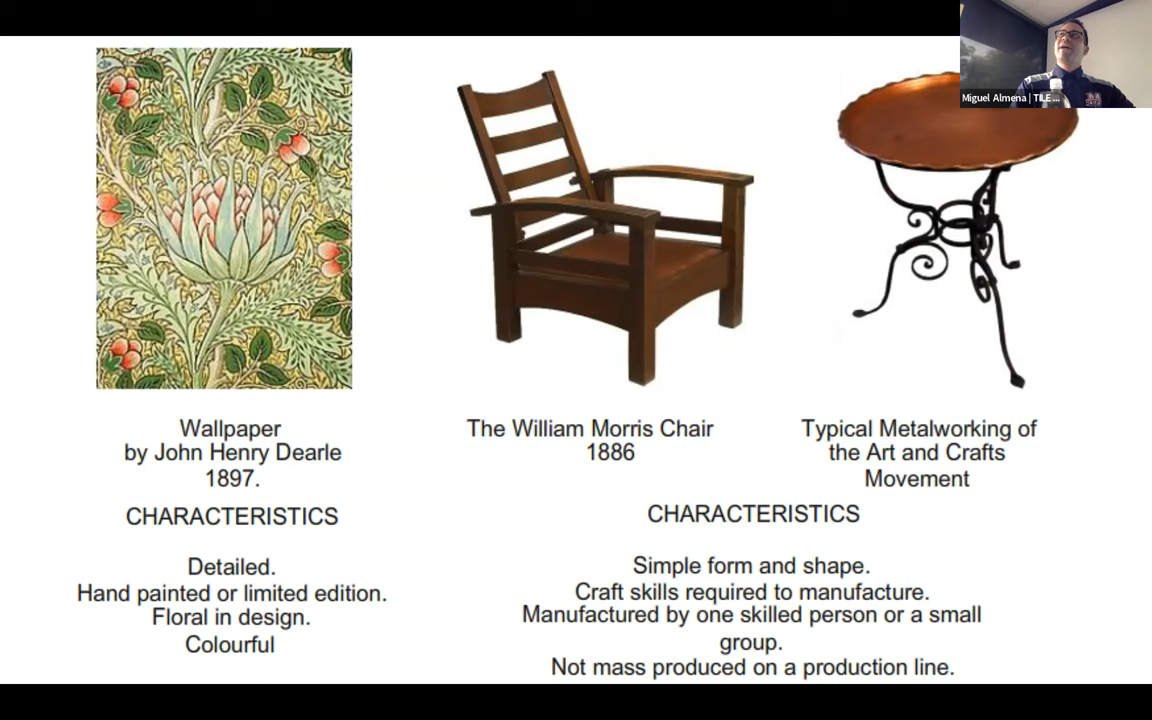 Miguel Almena | TILE ...
Wallpaper
by John Henry Dearle
1897.
CHARACTERISTICS
Detailed.
Hand painted or limited edition.
Floral in design.
Colourful
The William Morris Chair
1886
Typical Metalworking of
the Art and Crafts
Movement
CHARACTERISTICS
Simple form and shape.
Craft skills required to manufacture.
Manufactured by one skilled person or a small
group.
Not mass produced on a production line.